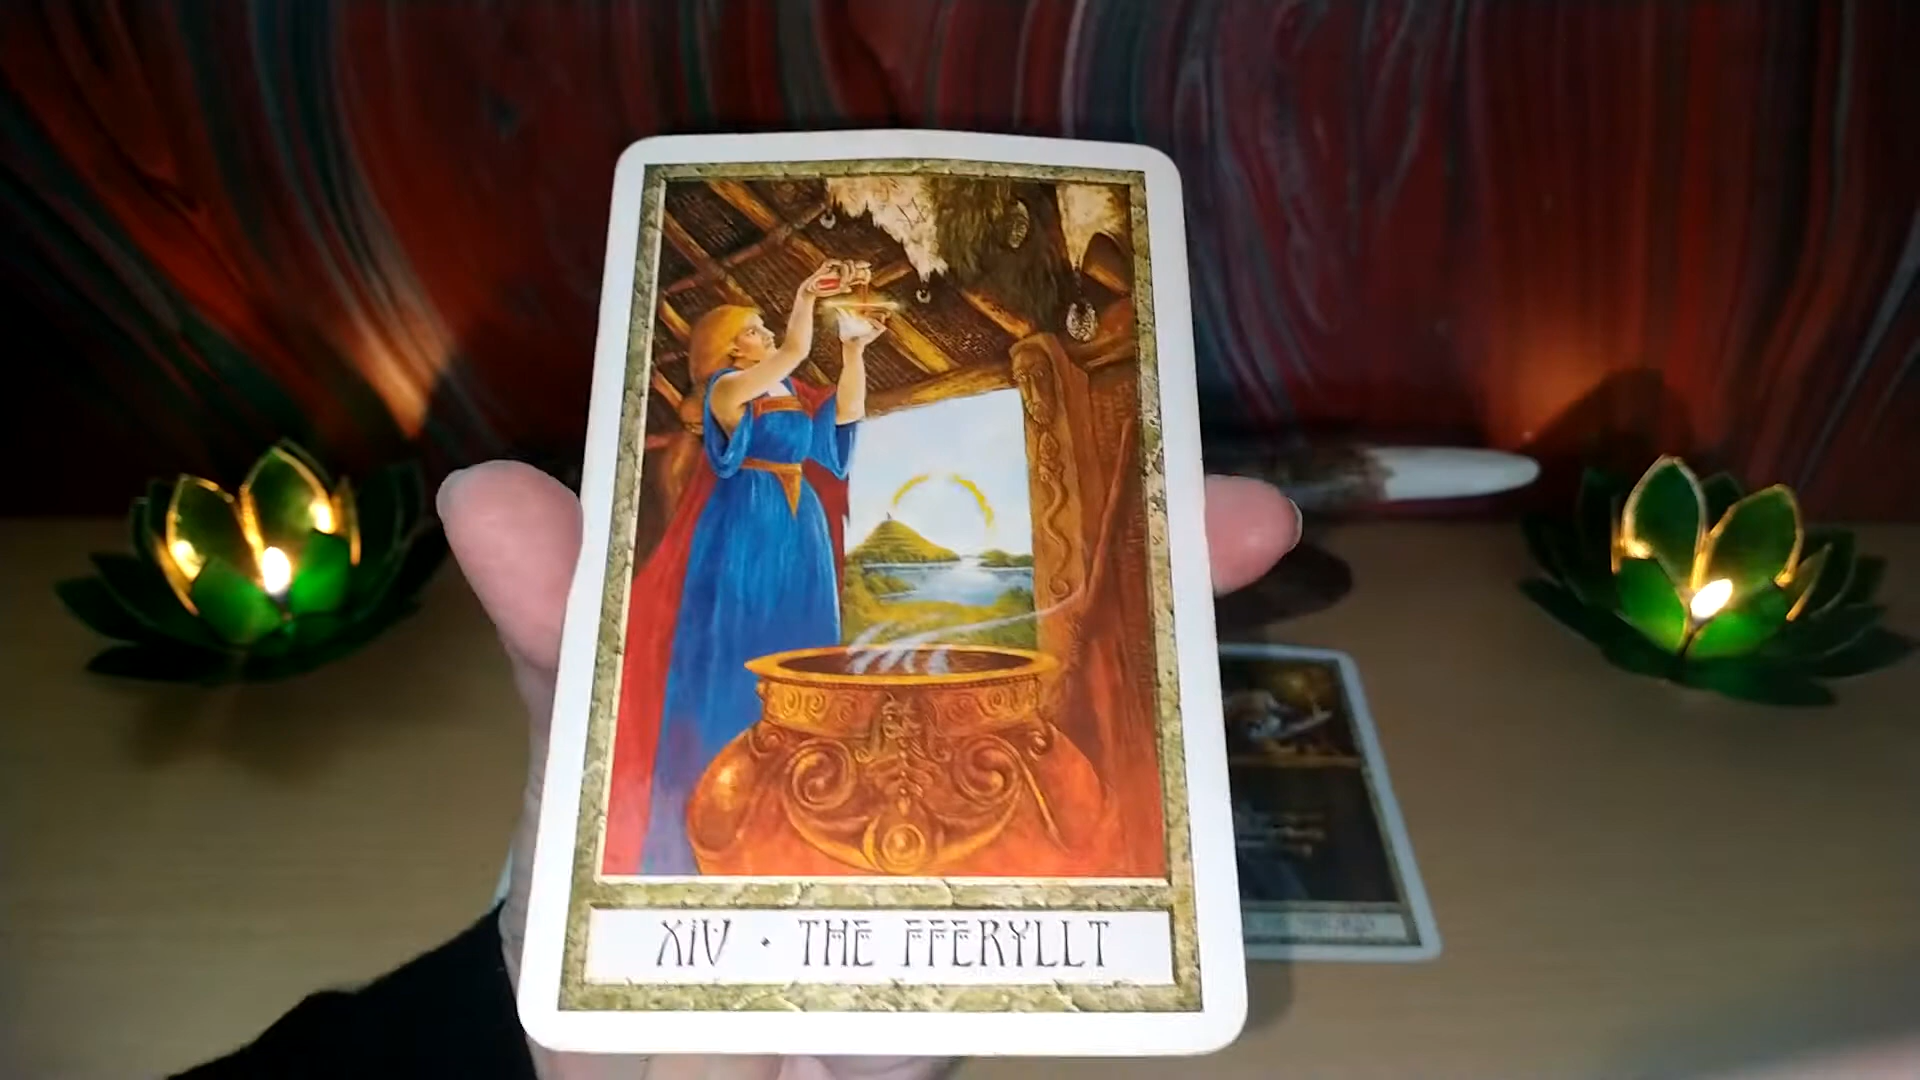 XIV • THE FFERYLLT